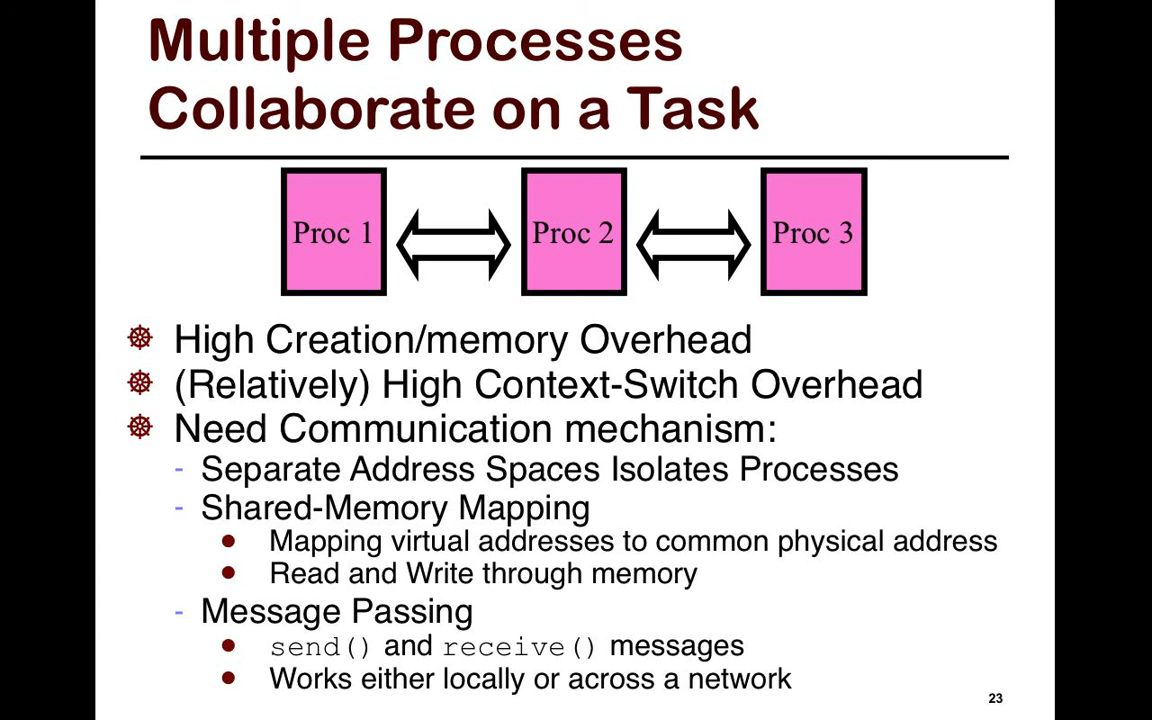 Multiple Processes
Collaborate on a Task
Proc 1
Proc 2
Proc 3
High Creation/memory Overhead
(Relatively) High Context-Switch Overhead
Need Communication mechanism:
- Separate Address Spaces Isolates Processes
- Shared-Memory Mapping
• Mapping virtual addresses to common physical address
• Read and Write through memory
- Message Passing
• send() and receive() messages
• Works either locally or across a network
23